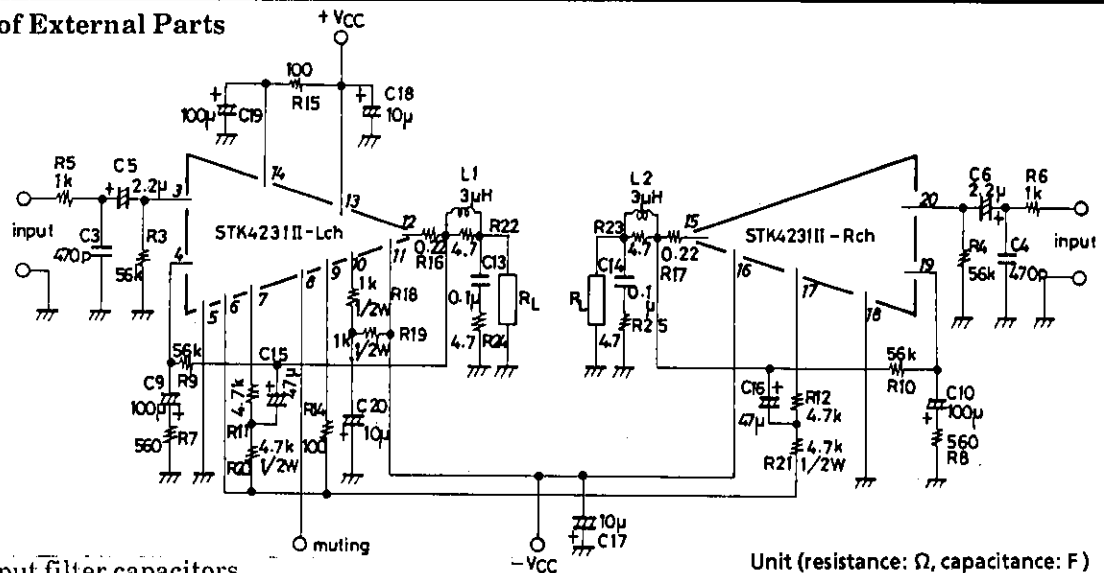 of External Parts
+VCC
100
R15
100μ
C19
C18
10μ
14
13
R5
1k
C5
2.2μ
3
input
C3
470p
R3
56k
4
STK4231II-Lch
12
L1
3μH
R22
0.22
R16
4.7
C13
0.1μ
4.7
R24
RL
5
6
7
8
9
10
11
1k
1/2W
R18
1k
R19
1/2W
56k
R9
C9
100μ
560
R7
4.7k
R11
C15
47μ
4.7k
R20
1/2W
R14
100
C20
10μ
muting
-VCC
10μ
C17
L2
3μH
R23
4.7
0.22
R17
C14
0.1
μ
R25
4.7
RL
15
STK4231II-Rch
16
17
18
20
19
C6
2.2μ
R6
1k
R4
56k
C4
470p
input
56k
R10
C16
47μ
R12
4.7k
4.7k
R21
1/2W
C10
100μ
560
R8
put filter capacitors
Unit (resistance: Ω, capacitance: F)